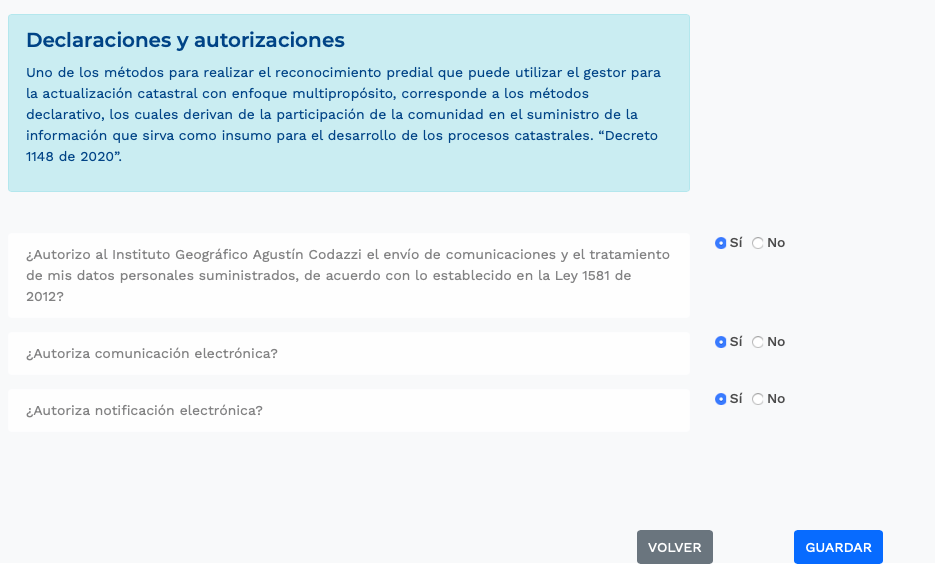 Declaraciones y autorizaciones
Uno de los métodos para realizar el reconocimiento predial que puede utilizar el gestor para
la actualización catastral con enfoque multipropósito, corresponde a los métodos
declarativo, los cuales derivan de la participación de la comunidad en el suministro de la
información que sirva como insumo para el desarrollo de los procesos catastrales. “Decreto
1148 de 2020”.
¿Autorizo al Instituto Geográfico Agustín Codazzi el envío de comunicaciones y el tratamiento
de mis datos personales suministrados, de acuerdo con lo establecido en la Ley 1581 de
2012?
Sí No
¿Autoriza comunicación electrónica?
Sí No
¿Autoriza notificación electrónica?
Sí No
VOLVER
GUARDAR